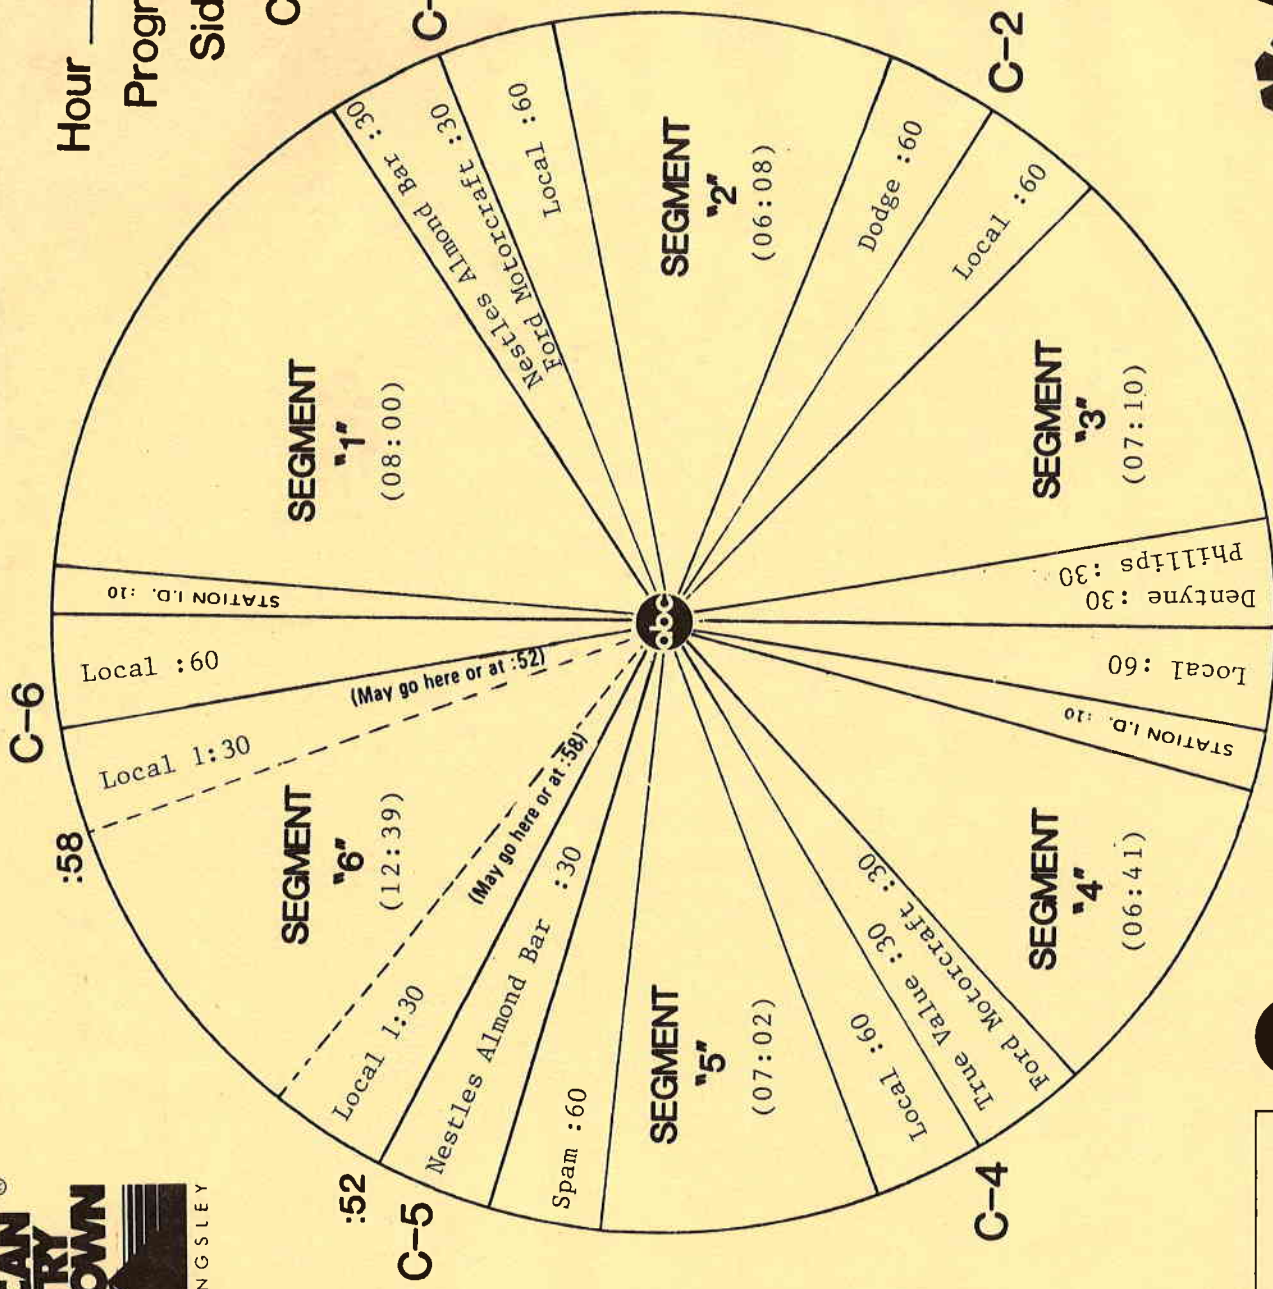 Hour
Progr
Sid
C
C-
STATION I.D. :10
SEGMENT
"1"
(08:00)
Nestles Almond Bar :30
Ford Motorcraft :30
Local :60
SEGMENT
"2"
(06:08)
Dodge :60
C-2
Local :60
SEGMENT
"3"
(07:10)
Phillips :30
Dentyne :30
Local :60
STATION I.D. :10
SEGMENT
"4"
(06:41)
Ford Motorcraft :30
True Value :30
C-4
Local :60
SEGMENT
"5"
(07:02)
Spam :60
Nestles Almond Bar :30
C-5
:52
Local 1:30
(May go here or at :58)
SEGMENT
"6"
(12:39)
:58
Local 1:30
(May go here or at :52)
C-6
Local :60
abc
CAN
TRY
OWN
NGSLEY